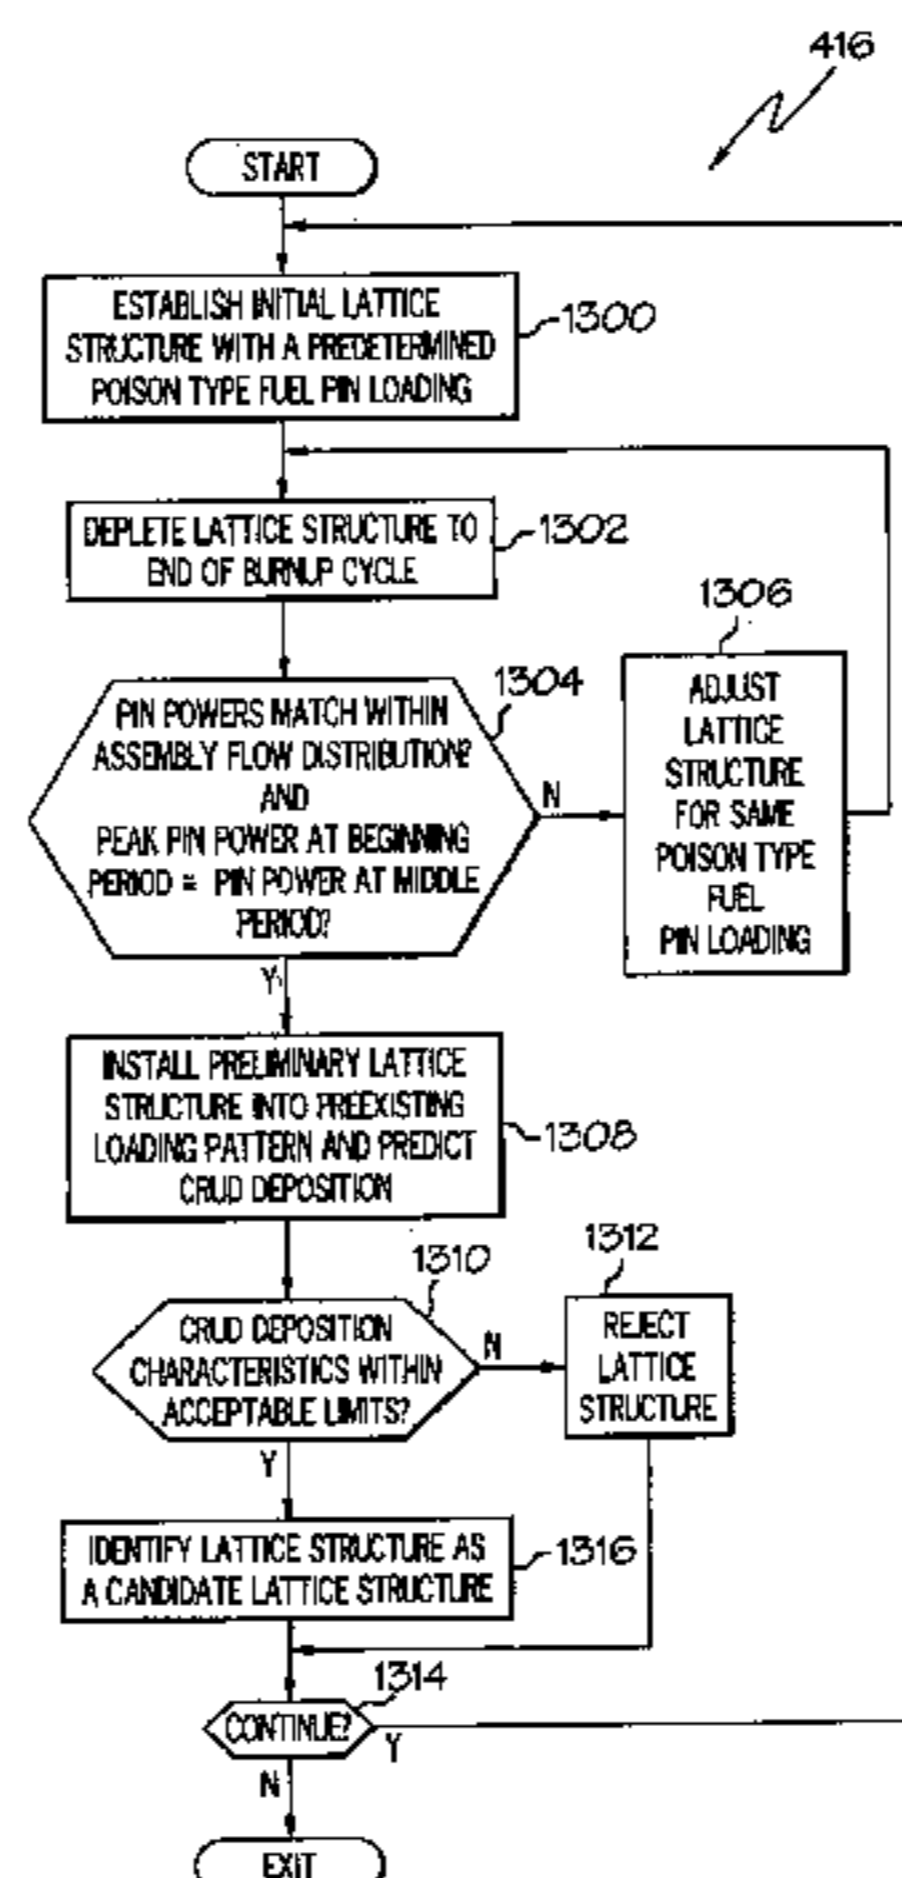 416
START
ESTABLISH INITIAL LATTICE
STRUCTURE WITH A PREDETERMINED
POISON TYPE FUEL PIN LOADING
1300
DEPLETE LATTICE STRUCTURE TO
END OF BURNUP CYCLE
1302
PIN POWERS MATCH WITHIN
ASSEMBLY FLOW DISTRIBUTION?
AND
PEAK PIN POWER AT BEGINNING
PERIOD = PIN POWER AT MIDDLE
PERIOD?
1304
N
Y
1306
ADJUST
LATTICE
STRUCTURE
FOR SAME
POISON TYPE
FUEL
PIN LOADING
INSTALL PRELIMINARY LATTICE
STRUCTURE INTO PREEXISTING
LOADING PATTERN AND PREDICT
CRUD DEPOSITION
1308
CRUD DEPOSITION
CHARACTERISTICS WITHIN
ACCEPTABLE LIMITS?
1310
N
Y
1312
REJECT
LATTICE
STRUCTURE
IDENTIFY LATTICE STRUCTURE AS
A CANDIDATE LATTICE STRUCTURE
1316
1314
CONTINUE?
Y
N
EXIT